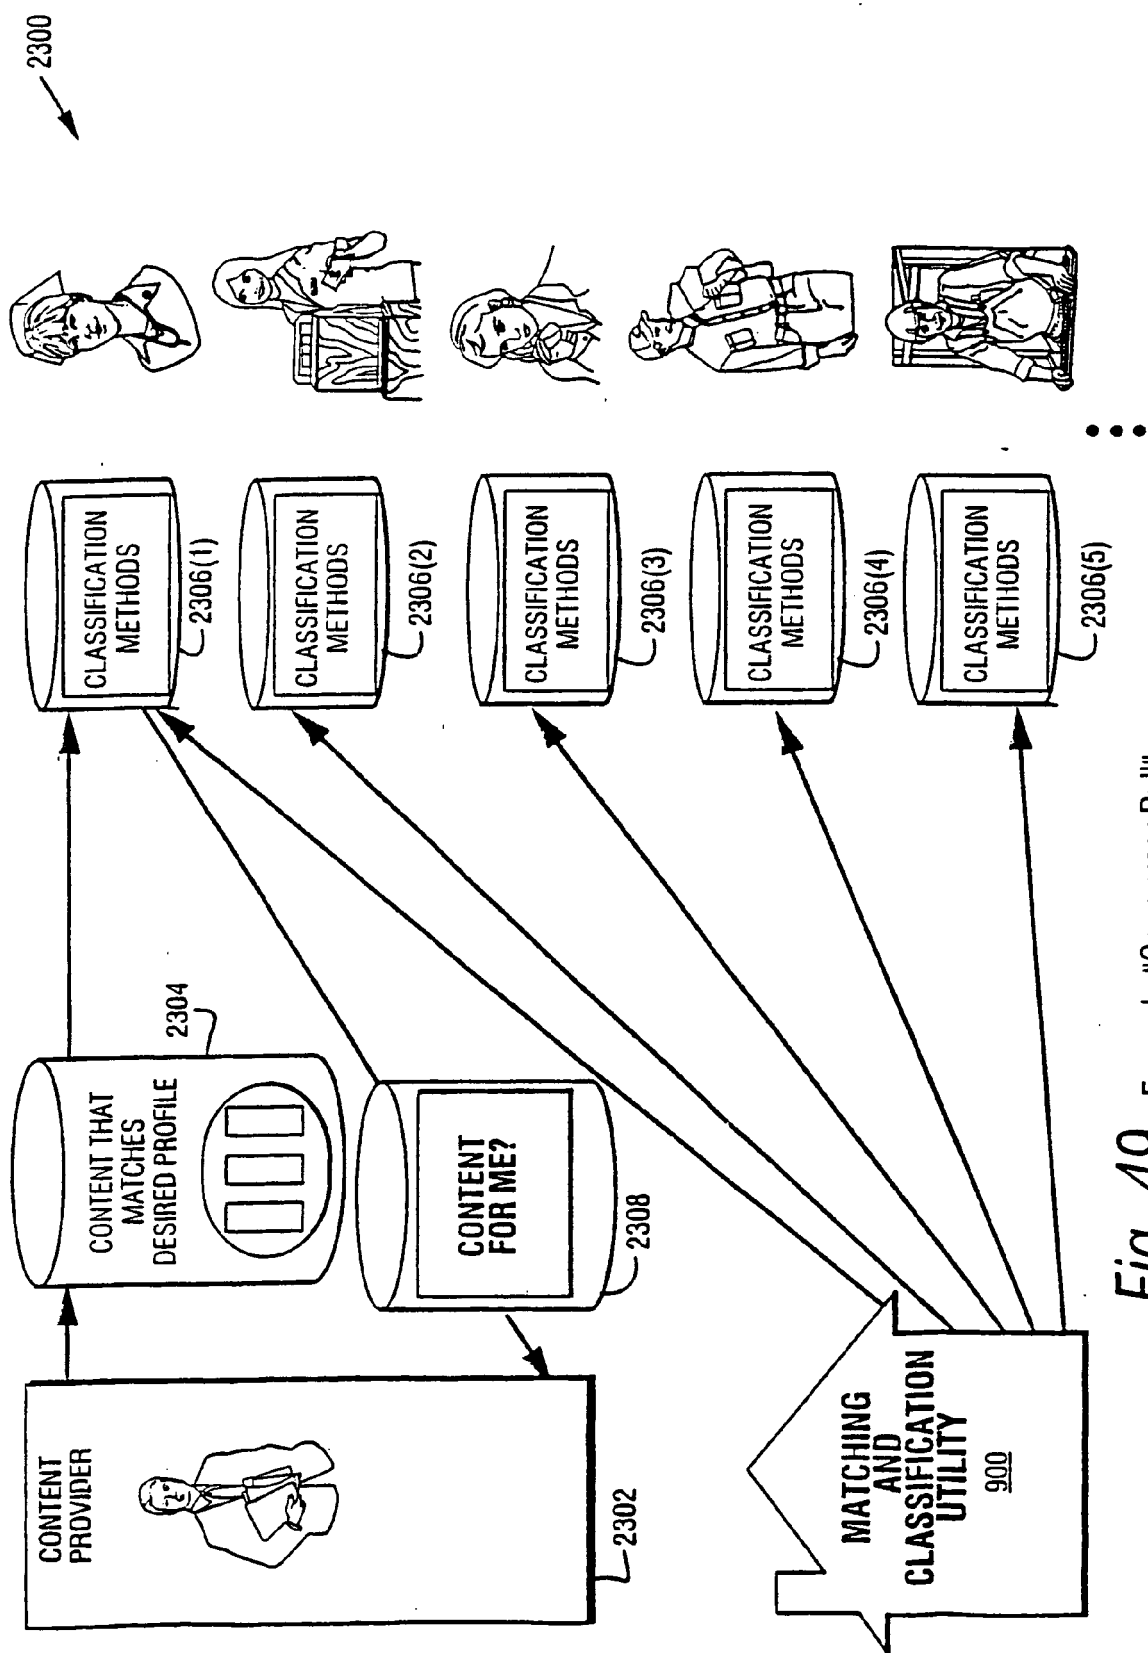 2300
CONTENT
PROVIDER
2302
CONTENT THAT
MATCHES
DESIRED PROFILE
2304
CONTENT
FOR ME?
2308
MATCHING
AND
CLASSIFICATION
UTILITY
900
CLASSIFICATION
METHODS
2306(1)
CLASSIFICATION
METHODS
2306(2)
CLASSIFICATION
METHODS
2306(3)
CLASSIFICATION
METHODS
2306(4)
CLASSIFICATION
METHODS
2306(5)
Fig. 49